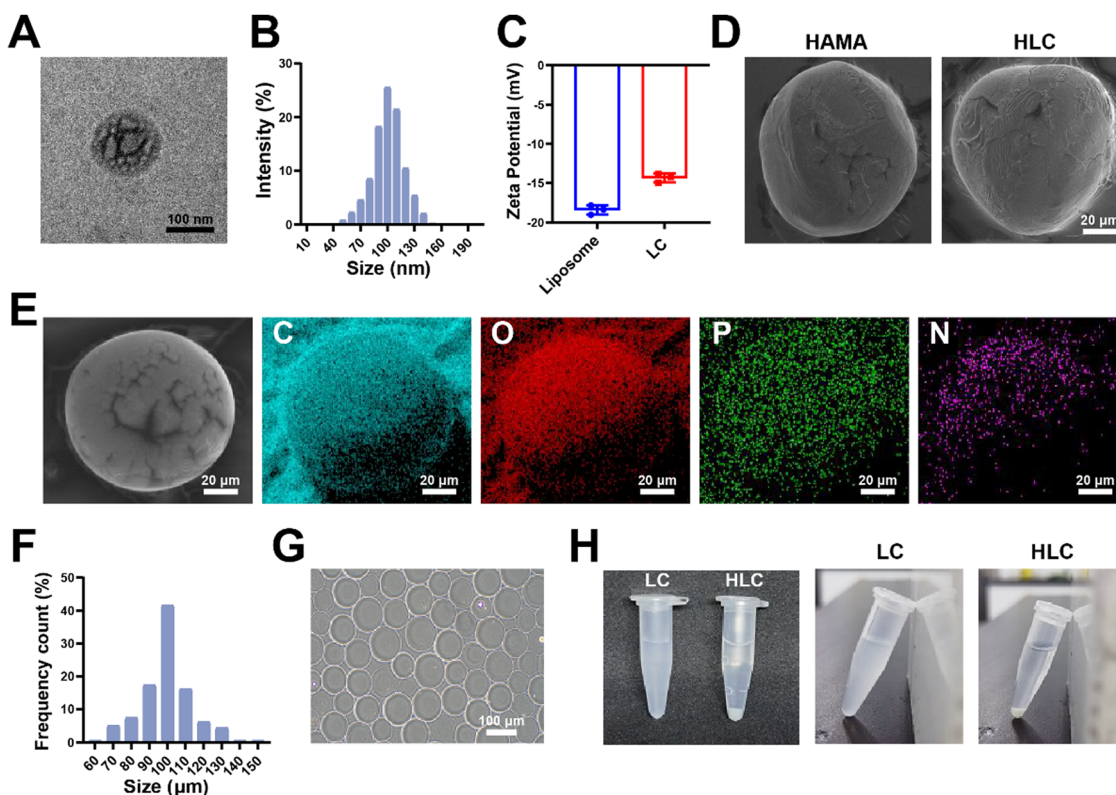 A
100 nm
B
Intensity (%)
30
20
10
0
10 40 70 100 130 160 190
Size (nm)
C
Zeta Potential (mV)
0
-5
-10
-15
-20
Liposome
LC
D
HAMA
HLC
20 µm
E
20 µm
C
20 µm
O
20 µm
P
20 µm
N
20 µm
F
Frequency count (%)
50
40
30
20
10
0
60 70 80 90 100 110 120 130 140 150
Size (µm)
G
100 µm
H
LC
HLC
LC
HLC